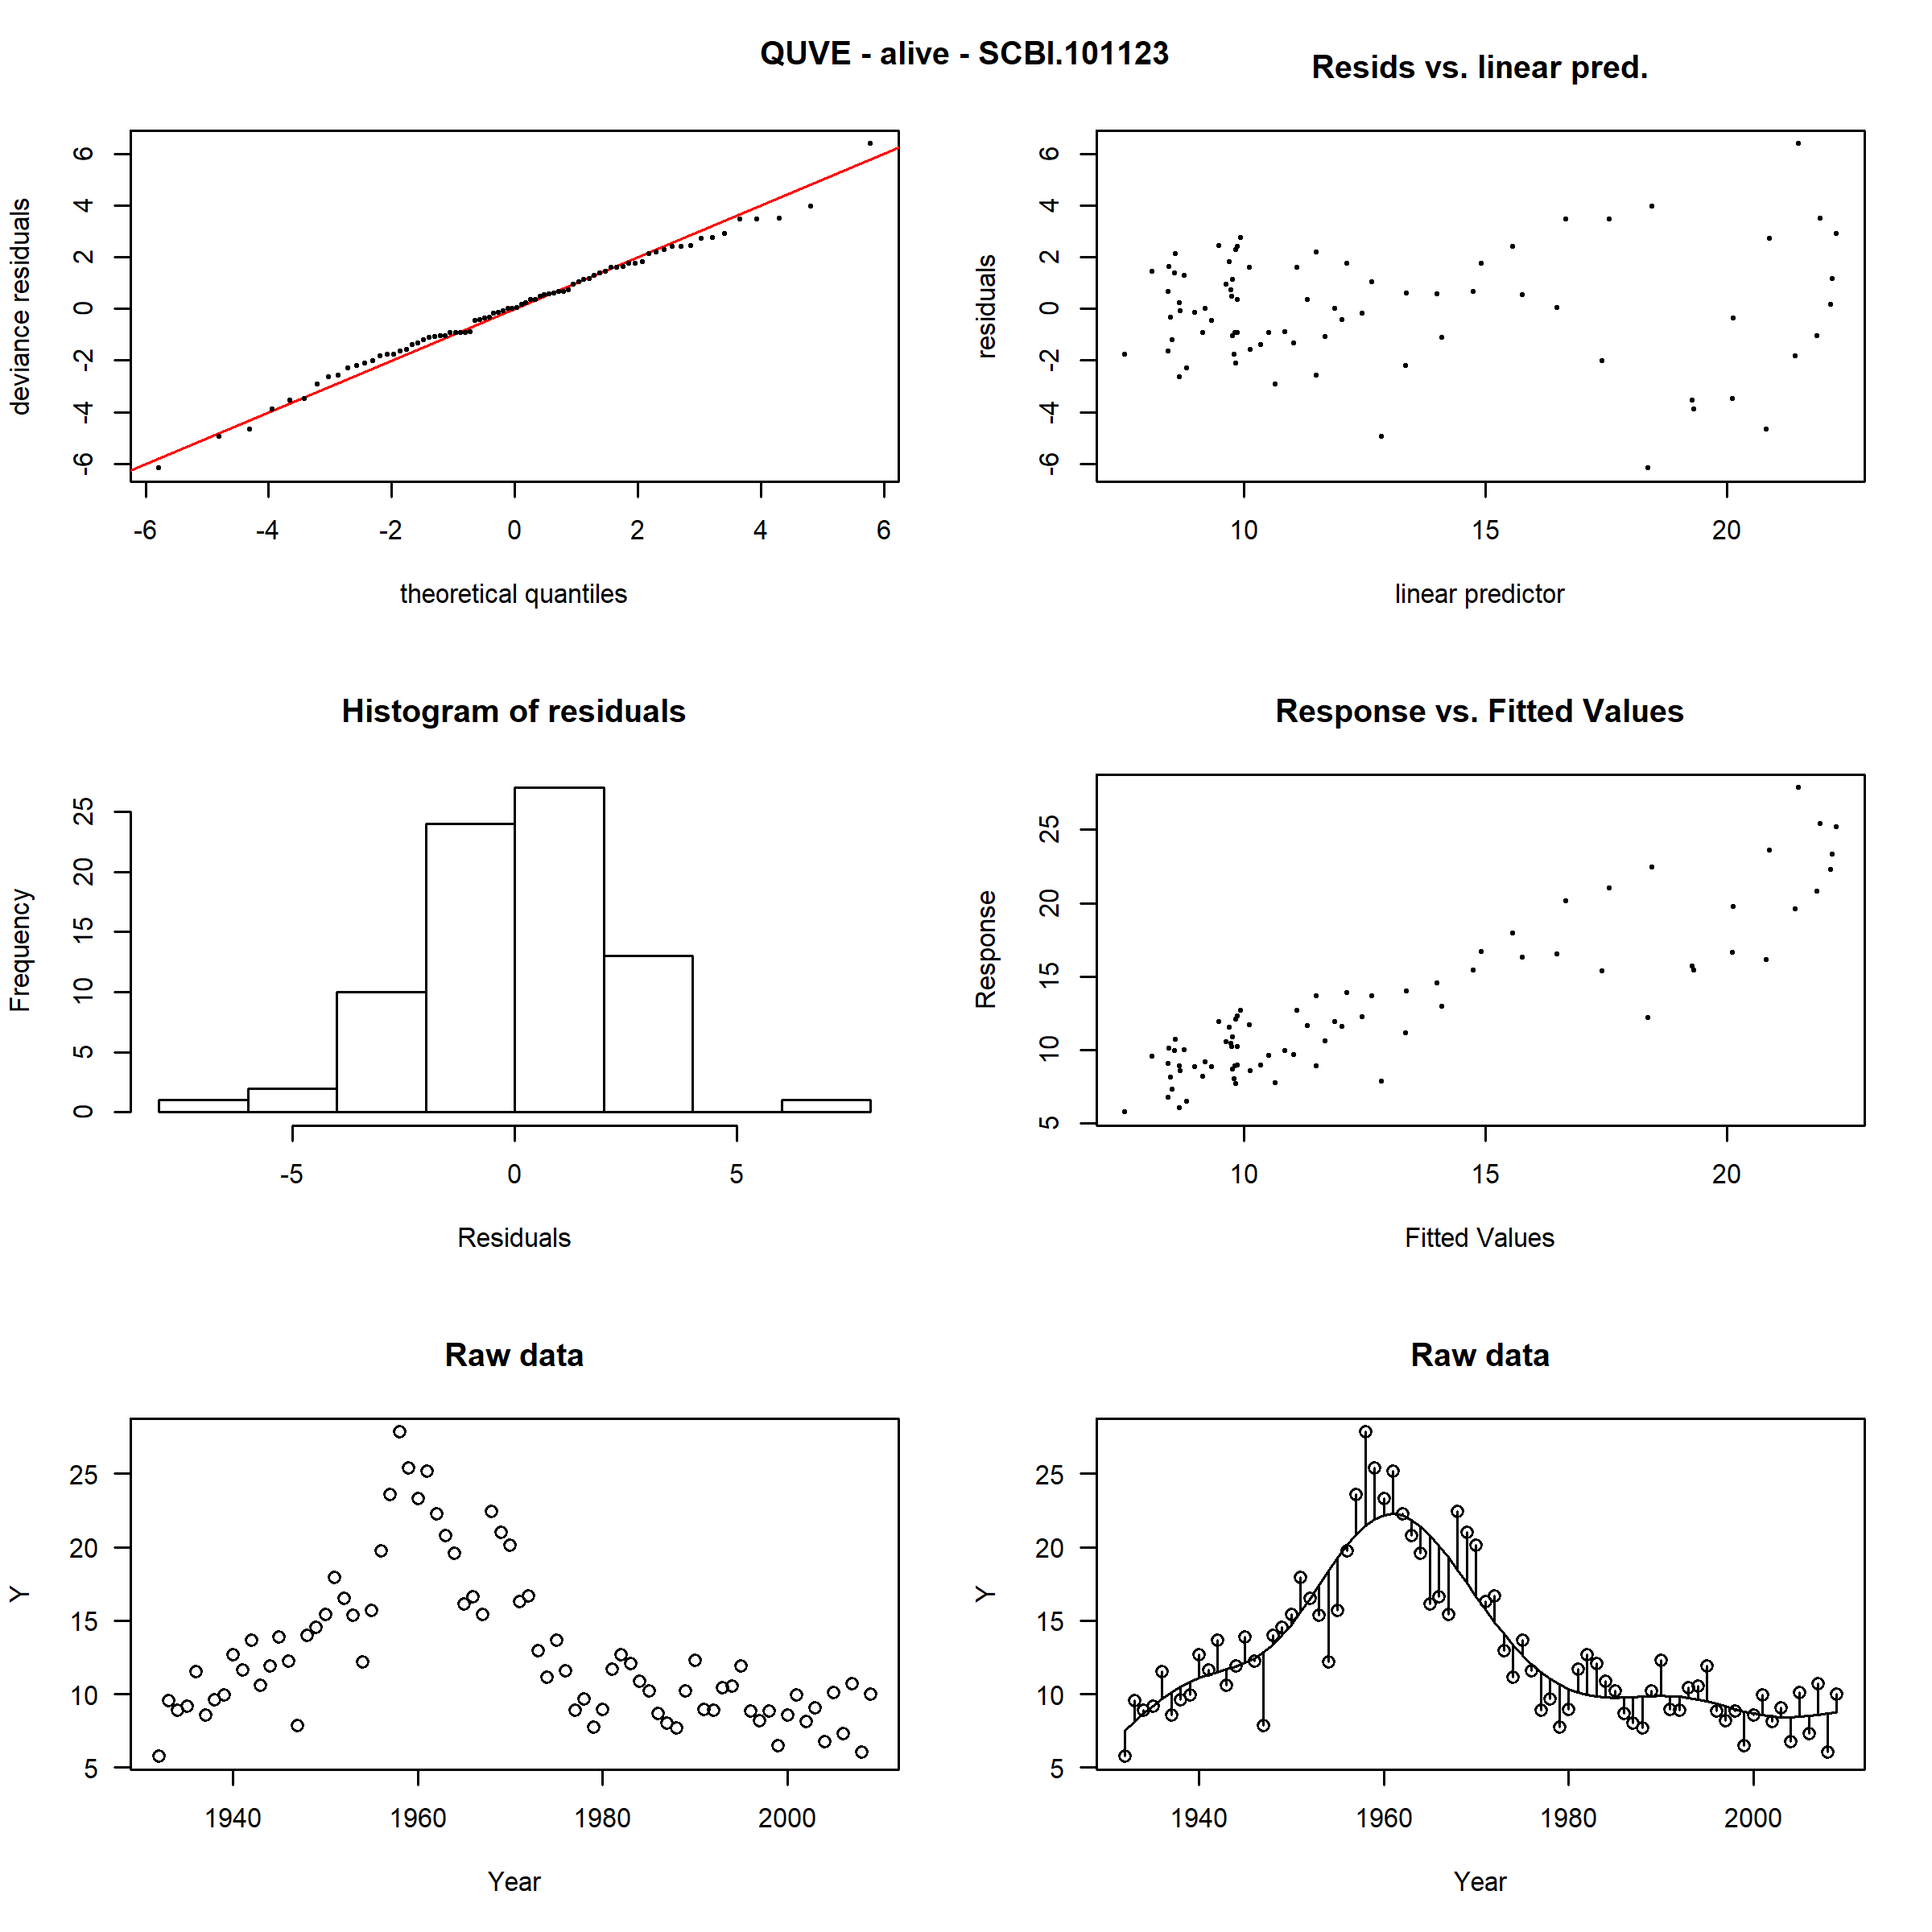 QUVE - alive - SCBI.101123
Resids vs. linear pred.
deviance residuals
-6 -4 -2 0 2 4 6
-6 -4 -2 0 2 4 6
theoretical quantiles
residuals
-6 -4 -2 0 2 4 6
10 15 20
linear predictor
Histogram of residuals
Frequency
0 5 10 15 20 25
-5 0 5
Residuals
Response vs. Fitted Values
Response
5 10 15 20 25
10 15 20
Fitted Values
Raw data
Y
5 10 15 20 25
1940 1960 1980 2000
Year
Raw data
Y
5 10 15 20 25
1940 1960 1980 2000
Year